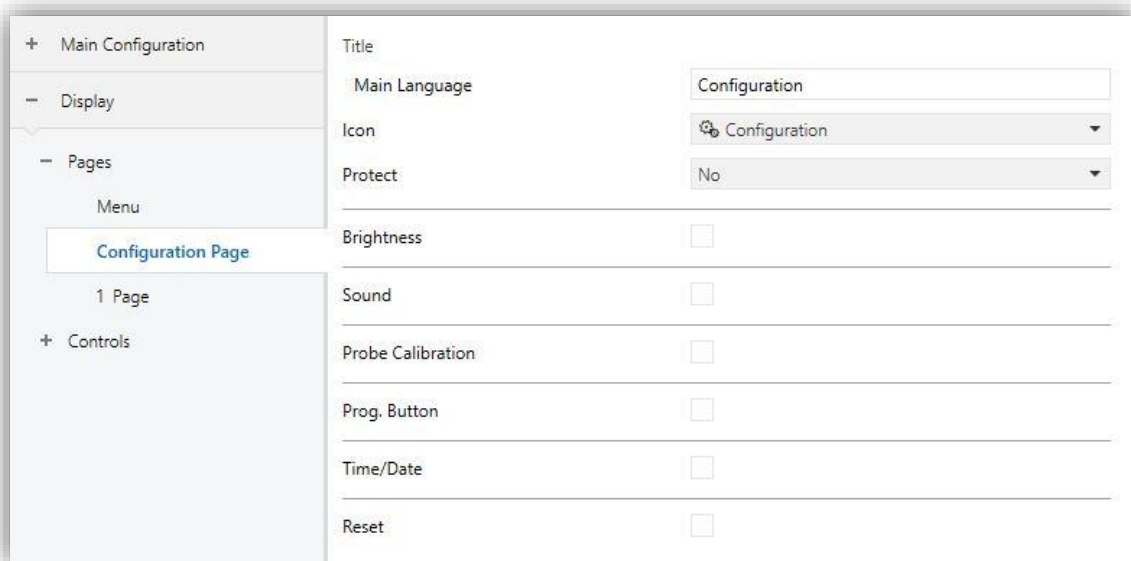 Main Configuration
Display
Pages
Menu
Configuration Page
1 Page
Controls
Title
Main Language Configuration
Icon Configuration
Protect No
Brightness
Sound
Probe Calibration
Prog. Button
Time/Date
Reset